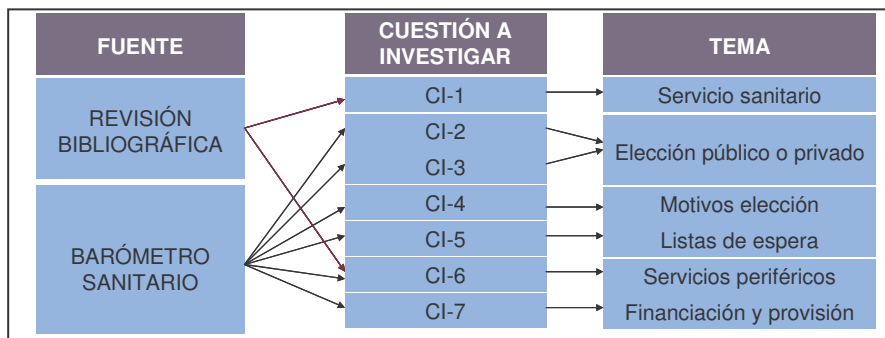 FUENTE
CUESTIÓN A
INVESTIGAR
TEMA
REVISIÓN
BIBLIOGRÁFICA
BARÓMETRO
SANITARIO
CI-1
CI-2
CI-3
CI-4
CI-5
CI-6
CI-7
Servicio sanitario
Elección público o privado
Motivos elección
Listas de espera
Servicios periféricos
Financiación y provisión